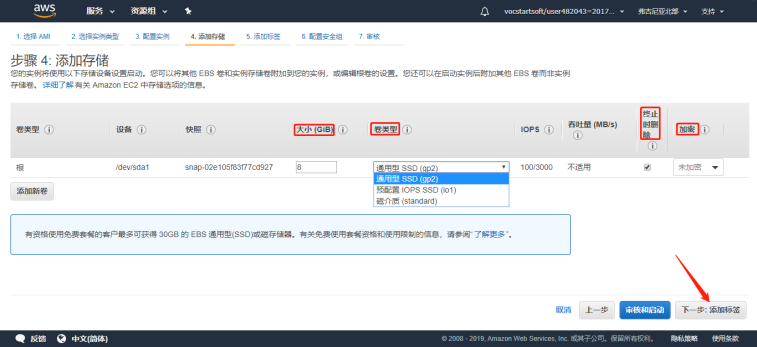 aws 服务 资源组 vocstartsoft/user482043=2017... 弗吉尼亚北部 支持
1. 选择 AMI 2. 选择实例类型 3. 配置实例 4. 添加存储 5. 添加标签 6. 配置安全组 7. 审核
步骤 4: 添加存储
您的实例将使用以下存储设备设置启动。您可以将其他 EBS 卷和实例存储卷附加到您的实例，或编辑根卷的设置。您还可以在启动实例后附加其他 EBS 卷而非实例
存储卷。 详细了解 有关 Amazon EC2 中存储选项的信息。
卷类型 设备 快照 大小 (GiB) 卷类型 IOPS 吞吐量 (MB/s) 终止时删除 加密
根 /dev/sda1 snap-02e105f83f77cd927 8 通用型 SSD (gp2) 100/3000 不适用 未加密
通用型 SSD (gp2)
预配置 IOPS SSD (io1)
磁介质 (standard)
添加新卷
有资格使用免费套餐的客户最多可获得 30GB 的 EBS 通用型(SSD)或磁存储器。有关免费使用套餐资格和使用限制的信息，请参阅“了解更多”。
取消 上一步 审核和启动 下一步: 添加标签
反馈 中文(简体) © 2008 - 2019, Amazon Web Services, Inc. 或其子公司。保留所有权利。 隐私策略 使用条款